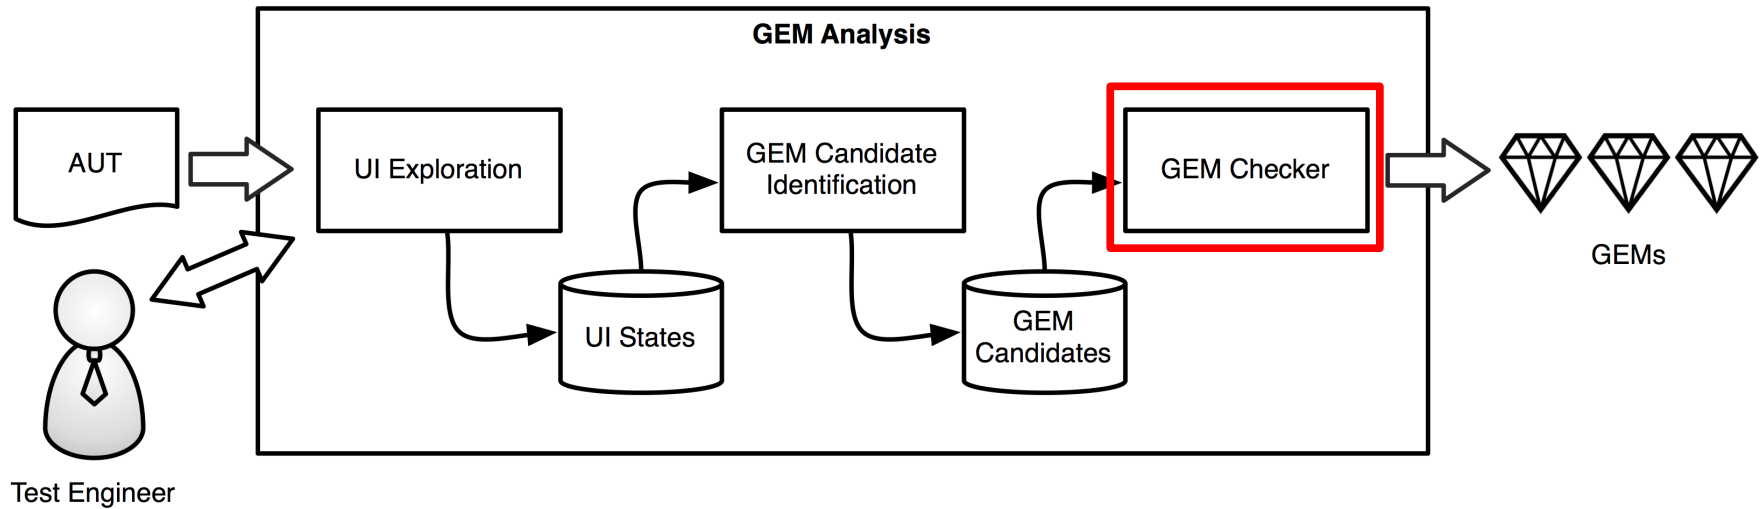 GEM Analysis
AUT
UI Exploration
GEM Candidate
Identification
GEM Checker
UI States
GEM
Candidates
GEMs
Test Engineer